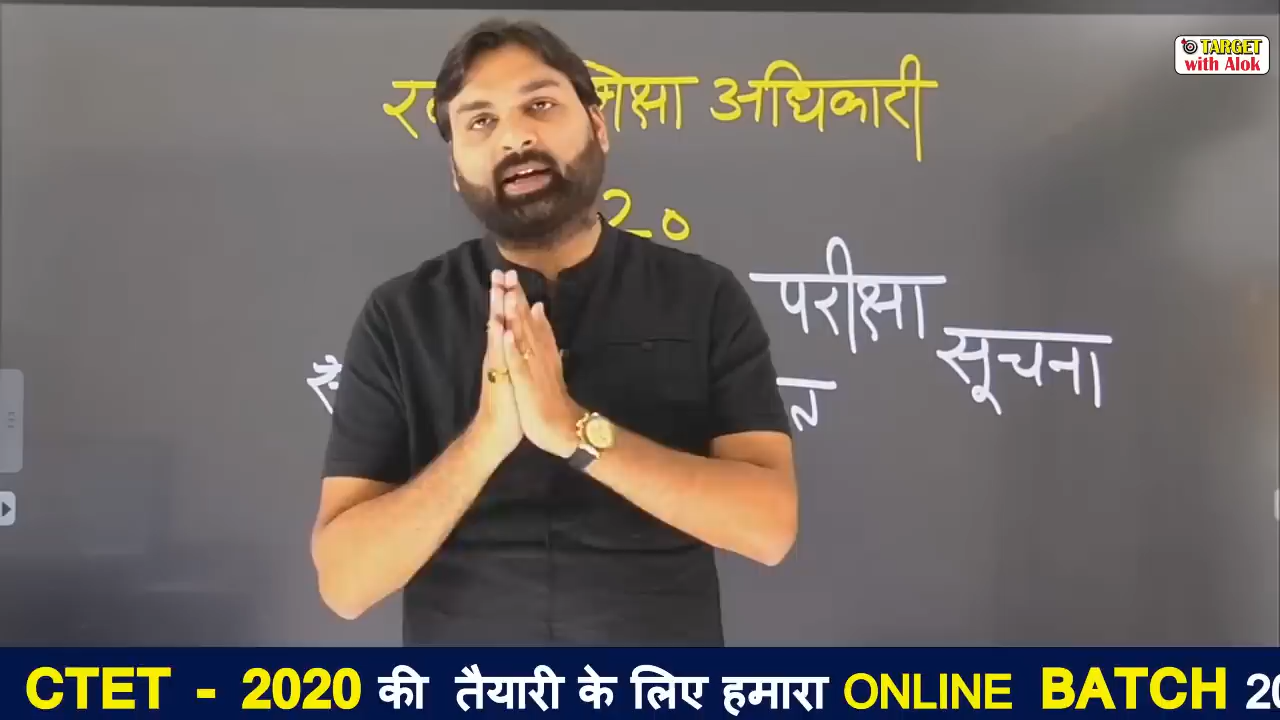 TARGET
with Alok
शिक्षा अधिकारी
परीक्षा
सूचना
CTET - 2020 की तैयारी के लिए हमारा ONLINE BATCH